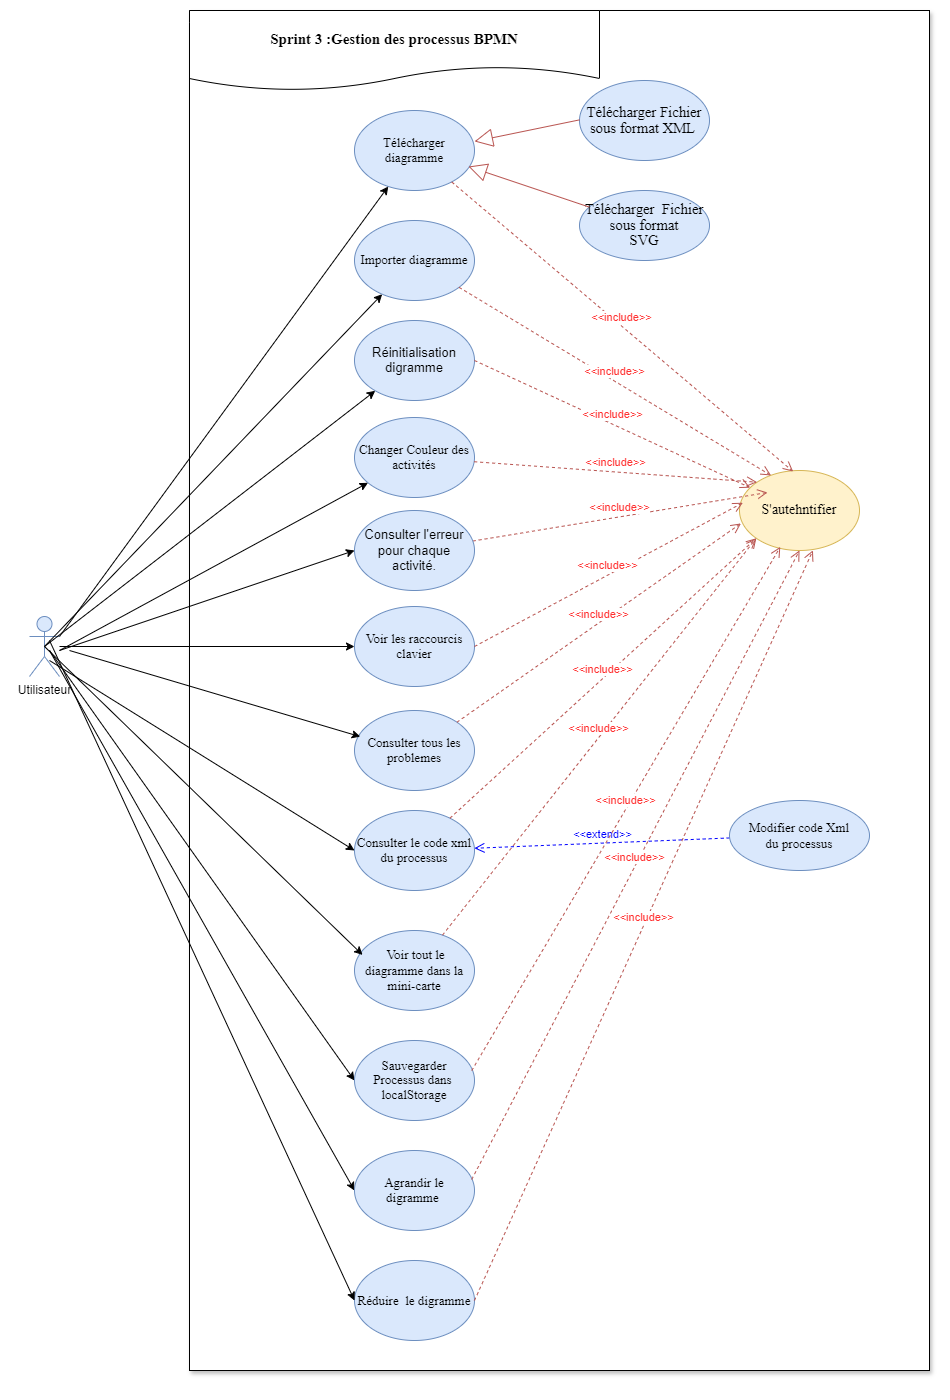 Sprint 3 :Gestion des processus BPMN
Télécharger
diagramme
Télécharger Fichier
sous format XML
Télécharger  Fichier
sous format
SVG
Importer diagramme
<<include>>
Réinitialisation
digramme
<<include>>
<<include>>
Changer Couleur des
activités
<<include>>
S'autehntifier
Consulter l'erreur
pour chaque
activité.
<<include>>
Voir les raccourcis
clavier
<<include>>
<<include>>
Utilisateur
<<include>>
Consulter tous les
problemes
<<include>>
Consulter le code xml
du processus
<<extend>>
Modifier code Xml
du processus
<<include>>
<<include>>
<<include>>
Voir tout le
diagramme dans la
mini-carte
Sauvegarder
Processus dans
localStorage
Agrandir le
digramme
Réduire  le digramme